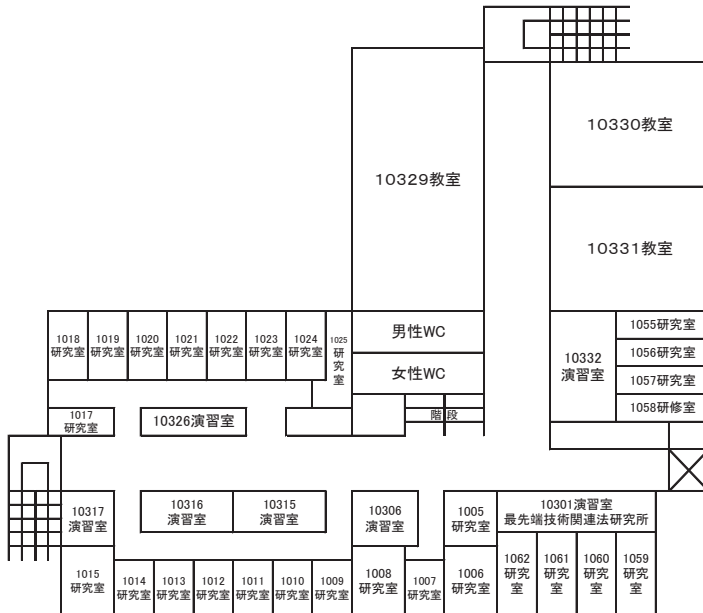 10330教室
10329教室
10331教室
1018
研究室
1019
研究室
1020
研究室
1021
研究室
1022
研究室
1023
研究室
1024
研究室
1025
研
究
室
男性WC
女性WC
10332
演習室
1055研究室
1056研究室
1057研究室
1058研修室
1017
研究室
10326演習室
階段
10317
演習室
10316
演習室
10315
演習室
10306
演習室
1005
研究室
10301演習室
最先端技術関連法研究所
1015
研究室
1014
研究室
1013
研究室
1012
研究室
1011
研究室
1010
研究室
1009
研究室
1008
研究室
1007
研究室
1006
研究室
1062
研究
室
1061
研究
室
1060
研究
室
1059
研究
室